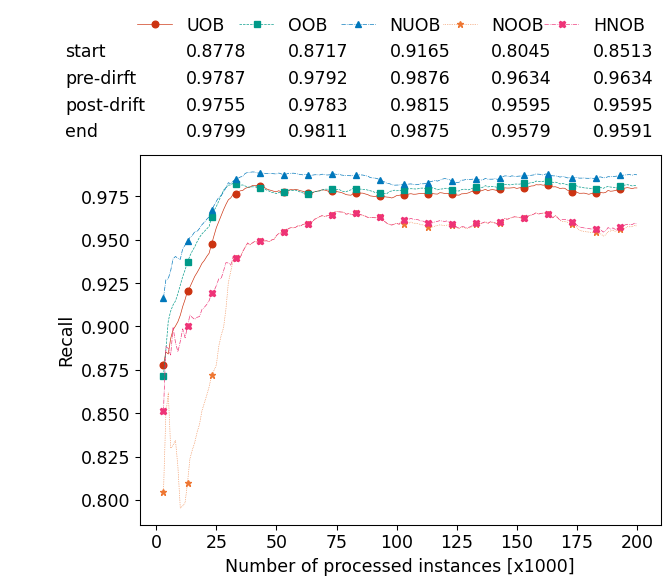 UOB OOB NUOB NOOB HNOB
start 0.8778 0.8717 0.9165 0.8045 0.8513
pre-dirft 0.9787 0.9792 0.9876 0.9634 0.9634
post-drift 0.9755 0.9783 0.9815 0.9595 0.9595
end 0.9799 0.9811 0.9875 0.9579 0.9591
0.975
0.950
0.925
0.900
0.875
0.850
0.825
0.800
Recall
0 25 50 75 100 125 150 175 200
Number of processed instances [x1000]